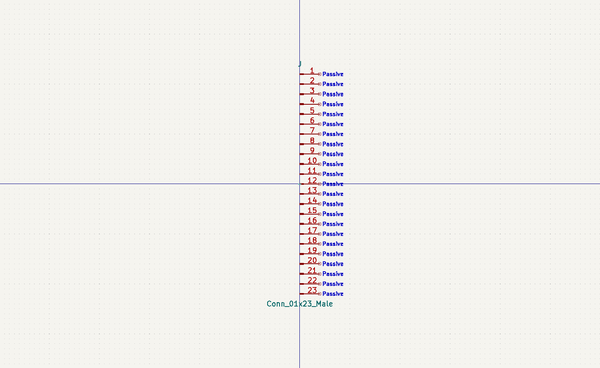 J
1 Passive
2 Passive
3 Passive
4 Passive
5 Passive
6 Passive
7 Passive
8 Passive
9 Passive
10 Passive
11 Passive
12 Passive
13 Passive
14 Passive
15 Passive
16 Passive
17 Passive
18 Passive
19 Passive
20 Passive
21 Passive
22 Passive
23 Passive
Conn_01x23_Male